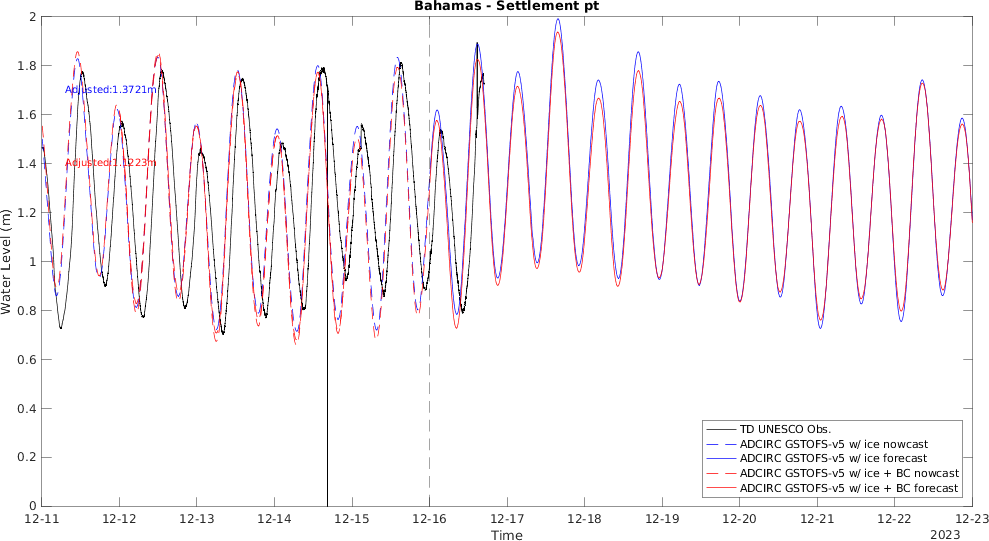 Bahamas - Settlement pt
Water Level (m)
2
1.8
1.6
1.4
1.2
1
0.8
0.6
0.4
0.2
0
Adjusted:1.3721m
Adjusted:1.1223m
TD UNESCO Obs.
ADCIRC GSTOFS-v5 w/ ice nowcast
ADCIRC GSTOFS-v5 w/ ice forecast
ADCIRC GSTOFS-v5 w/ ice + BC nowcast
ADCIRC GSTOFS-v5 w/ ice + BC forecast
12-11 12-12 12-13 12-14 12-15 12-16 12-17 12-18 12-19 12-20 12-21 12-22 12-23
Time
2023